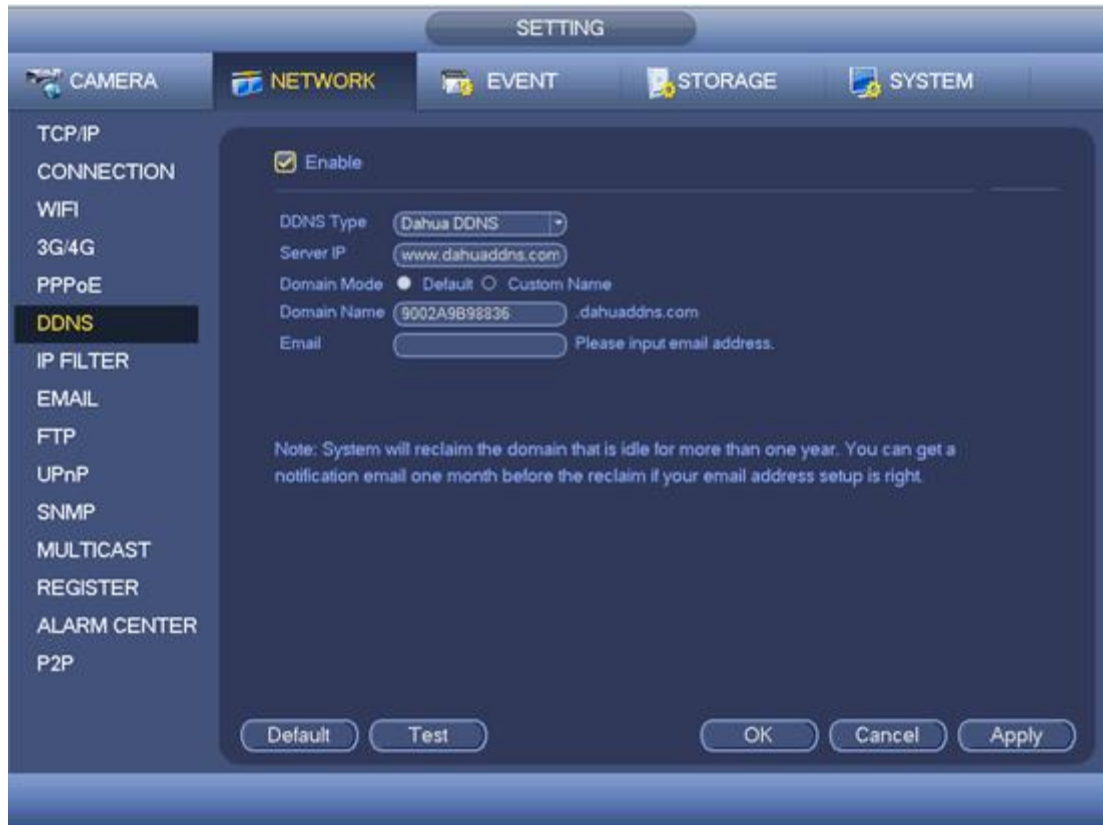 SETTING
CAMERA NETWORK EVENT STORAGE SYSTEM
TCP/IP
CONNECTION
WIFI
3G/4G
PPPoE
DDNS
IP FILTER
EMAIL
FTP
UPnP
SNMP
MULTICAST
REGISTER
ALARM CENTER
P2P
Enable
DDNS Type Dahua DDNS
Server IP www.dahuaddns.com
Domain Mode Default Custom Name
Domain Name 9002A9B98836 .dahuaddns.com
Email Please input email address.
Note: System will reclaim the domain that is idle for more than one year. You can get a
notification email one month before the reclaim if your email address setup is right.
Default Test OK Cancel Apply